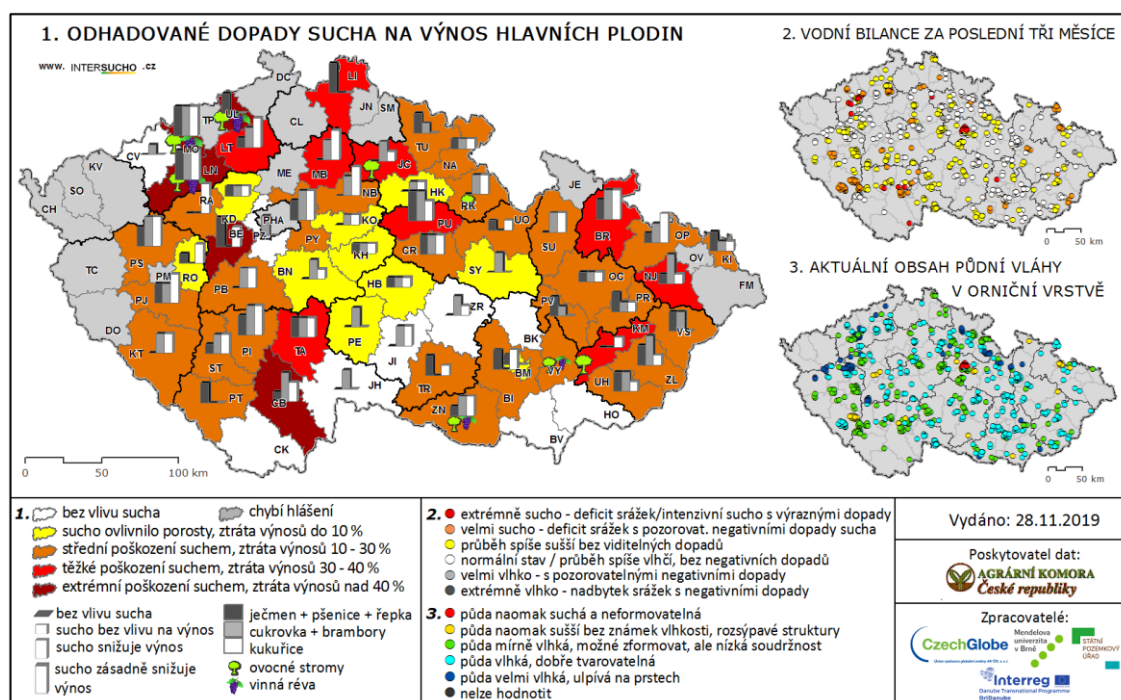 1. ODHADOVANÉ DOPADY SUCHA NA VÝNOS HLAVNÍCH PLODIN
www. INTERSUCHO .cz
DC
LI
UL
TP
CL
JN
SM
MO
LT
TU
CV
LN
MB
JC
NA
KV
ME
SO
RA
NB
HK
RK
JE
CH
KD
PHA
KO
BE
PZ
PU
UO
BR
PY
OP
PS
CR
SU
KH
OV
KI
TC
PM
RO
BN
SY
OC
NJ
FM
PB
HB
PJ
PR
ZR
PV
DO
KM
VS
KT
PI
TA
PE
BK
ST
JI
BM
VY
UH
ZL
PT
CB
JH
TR
BI
ZN
HO
BV
CK
0 50 100 km
2. VODNÍ BILANCE ZA POSLEDNÍ TŘI MĚSÍCE
0 50 km
3. AKTUÁLNÍ OBSAH PŮDNÍ VLÁHY
V ORNIČNÍ VRSTVĚ
0 50 km
1. bez vlivu sucha
chybí hlášení
sucho ovlivnilo porosty, ztráta výnosů do 10 %
střední poškození suchem, ztráta výnosů 10 - 30 %
těžké poškození suchem, ztráta výnosů 30 - 40 %
extrémní poškození suchem, ztráta výnosů nad 40 %
bez vlivu sucha
sucho bez vlivu na výnos
sucho snižuje výnos
sucho zásadně snižuje
výnos
ječmen + pšenice + řepka
cukrovka + brambory
kukuřice
ovocné stromy
vinná réva
2. extrémně sucho - deficit srážek/intenzivní sucho s výraznými dopady
velmi sucho - deficit srážek s pozorovat. negativními dopady sucha
průběh spíše sušší bez viditelných dopadů
normální stav / průběh spíše vlhčí, bez negativních dopadů
velmi vlhko - s pozorovatelnými negativními dopady
extrémně vlhko - nadbytek srážek s negativními dopady
3. půda naomak suchá a neformovatelná
půda naomak sušší bez známek vlhkosti, rozsýpavé struktury
půda mírně vlhká, možné zformovat, ale nízká soudržnost
půda vlhká, dobře tvarovatelná
půda velmi vlhká, ulpívá na prstech
nelze hodnotit
Vydáno: 28.11.2019
Poskytovatel dat:
AGRÁRNÍ KOMORA
České republiky
Zpracovatelé:
CzechGlobe
Mendelova
univerzita
v Brně
STÁTNÍ
POZEMKOVÝ
ÚŘAD
Interreg
Danube Transnational Programme
DriDanube